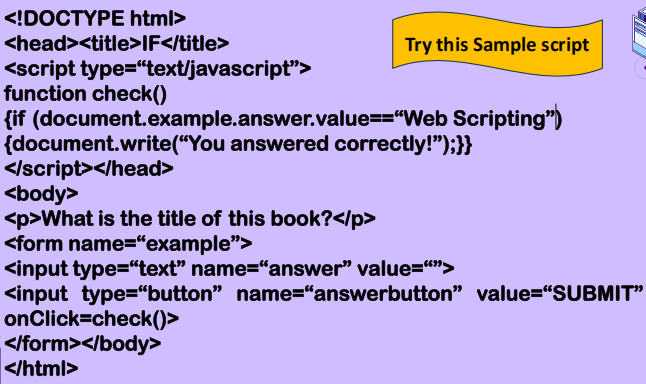 <!DOCTYPE html>
<head><title>IF</title>
Try this Sample script
<script type=“text/javascript”>
function check()
{if (document.example.answer.value==“Web Scripting”)
{document.write(“You answered correctly!”);}}
</script></head>
<body>
<p>What is the title of this book?</p>
<form name=“example”>
<input type=“text” name=“answer” value=“”>
<input type=“button” name=“answerbutton” value=“SUBMIT”
onClick=check()>
</form></body>
</html>